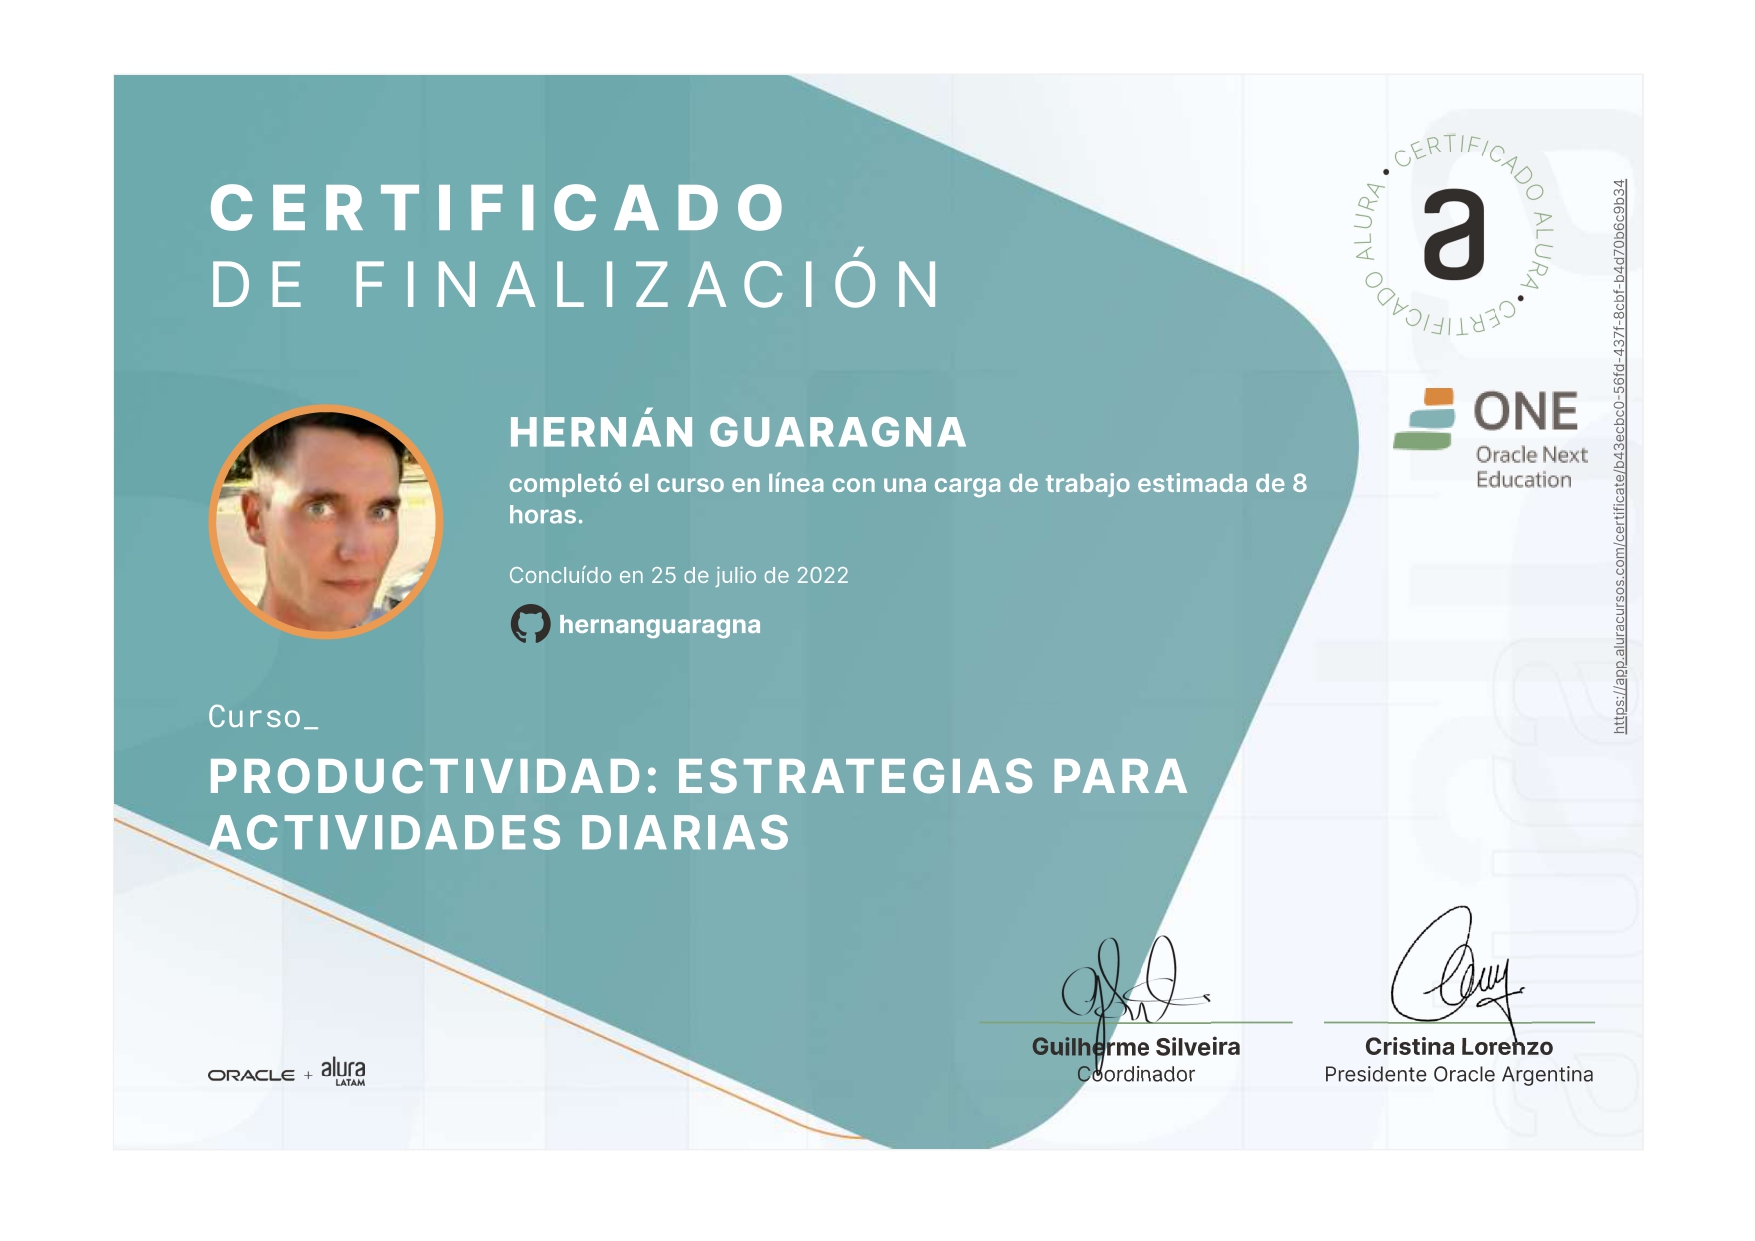 CERTIFICADO
DE FINALIZACIÓN
CERTIFICADO ALURA • CERTIFICADO ALURA •
a
ONE
Oracle Next
Education
https://app.aluracursos.com/certificate/b43ecbc0-56fd-437f-8cbf-b4d70b6c9b34
HERNÁN GUARAGNA
completó el curso en línea con una carga de trabajo estimada de 8
horas.
Concluído en 25 de julio de 2022
hernanguaragna
Curso_
PRODUCTIVIDAD: ESTRATEGIAS PARA
ACTIVIDADES DIARIAS
Guilherme Silveira
Coordinador
Cristina Lorenzo
Presidente Oracle Argentina
ORACLE + alura
LATAM